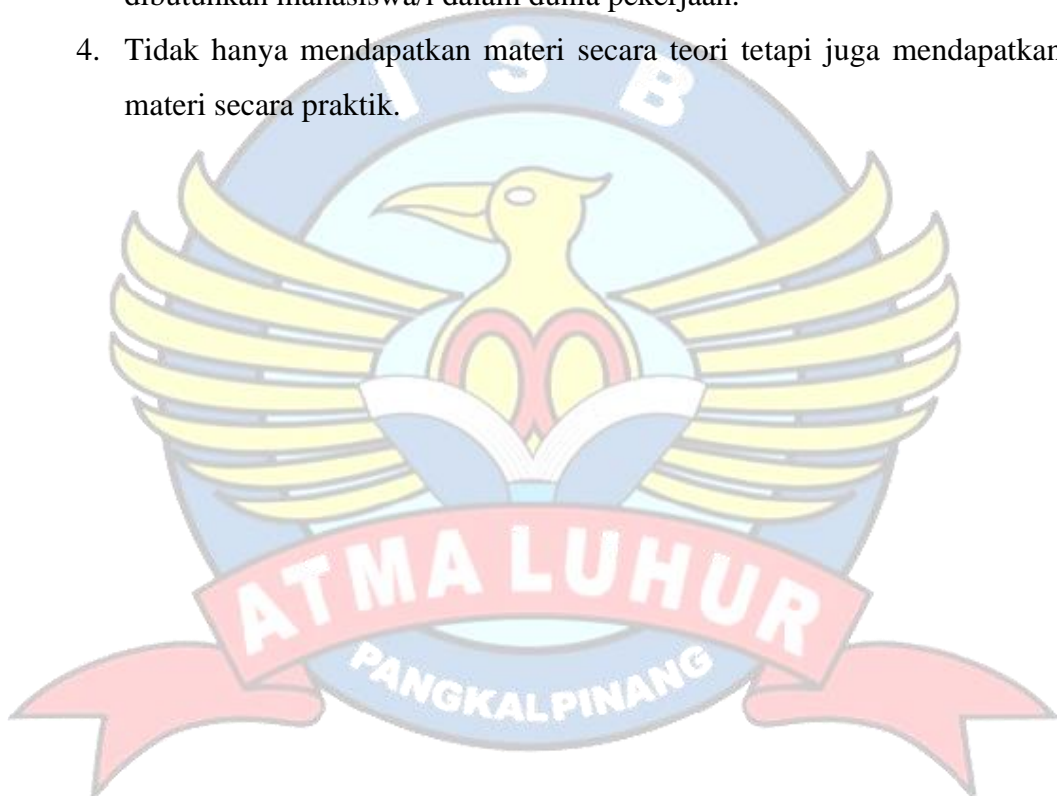 dibutuhkan mahasiswa/i dalam dunia pekerjaan.
4. Tidak hanya mendapatkan materi secara teori tetapi juga mendapatkan
materi secara praktik.
I S B
ATMA LUHUR
PANGKALPINANG